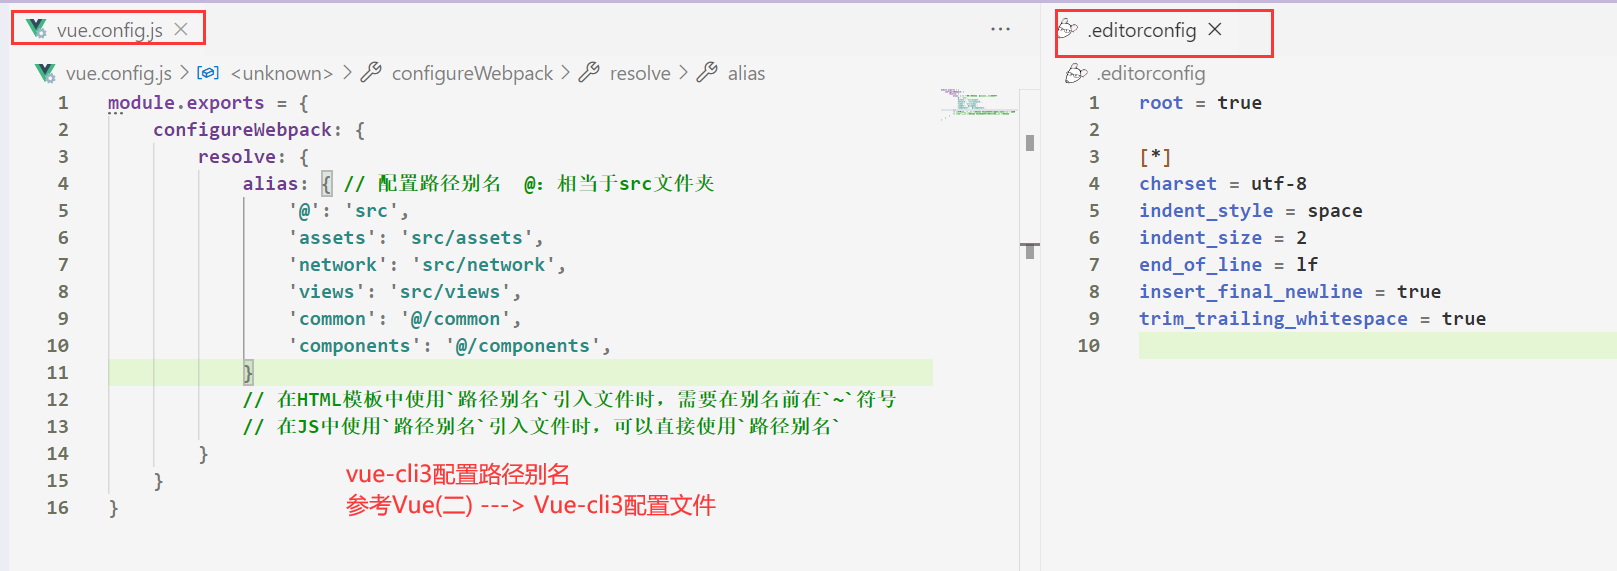 vue.config.js
vue.config.js > <unknown> > configureWebpack > resolve > alias
1 module.exports = {
2 configureWebpack: {
3 resolve: {
4 alias: { // 配置路径别名 @：相当于src文件夹
5 '@': 'src',
6 'assets': 'src/assets',
7 'network': 'src/network',
8 'views': 'src/views',
9 'common': '@/common',
10 'components': '@/components',
11 }
12 // 在HTML模板中使用`路径别名`引入文件时，需要在别名前在`~`符号
13 // 在JS中使用`路径别名`引入文件时，可以直接使用`路径别名`
14 }
15 }
16 }
vue-cli3配置路径别名
参考Vue(二) ---> Vue-cli3配置文件
.editorconfig
.editorconfig
1 root = true
2
3 [*]
4 charset = utf-8
5 indent_style = space
6 indent_size = 2
7 end_of_line = lf
8 insert_final_newline = true
9 trim_trailing_whitespace = true
10